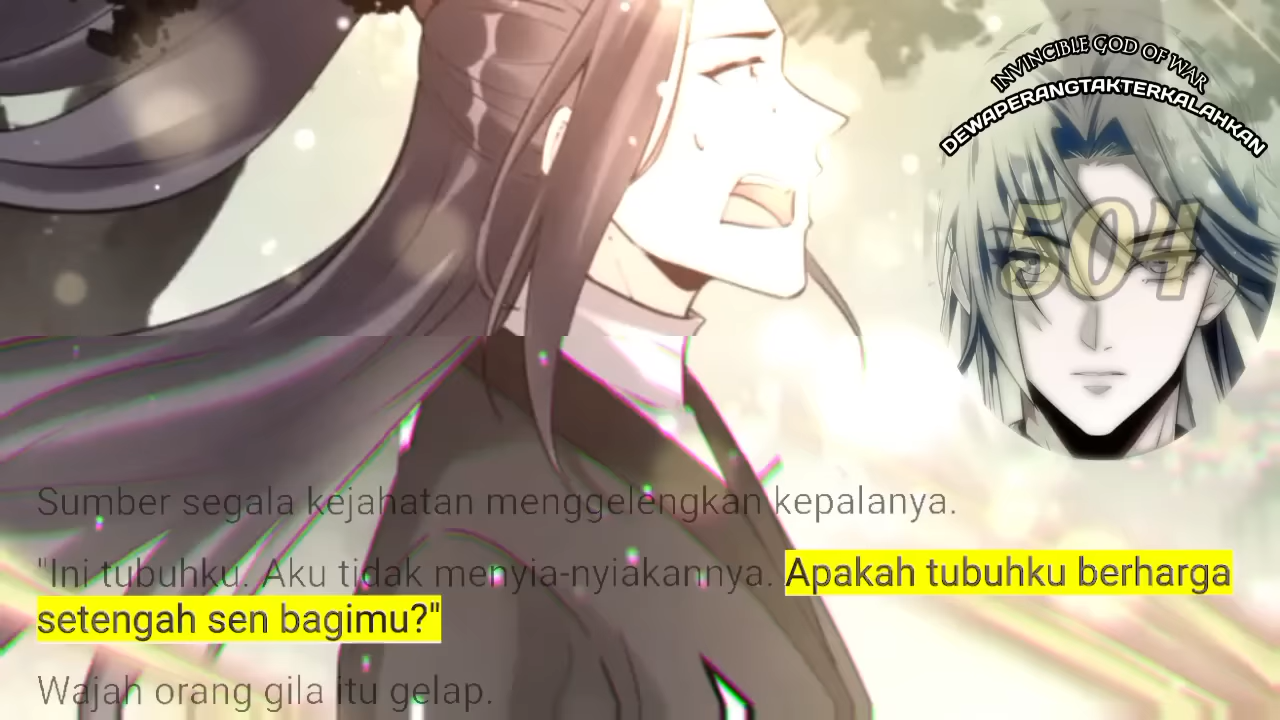 INVINCIBLE GOD OF WAR
DEWAPERANGTAKTERKALAHKAN
504
Sumber segala kejahatan menggelengkan kepalanya.
"Ini tubuhku. Aku tidak menyia-nyiakannya. Apakah tubuhku berharga
setengah sen bagimu?"
Wajah orang gila itu gelap.